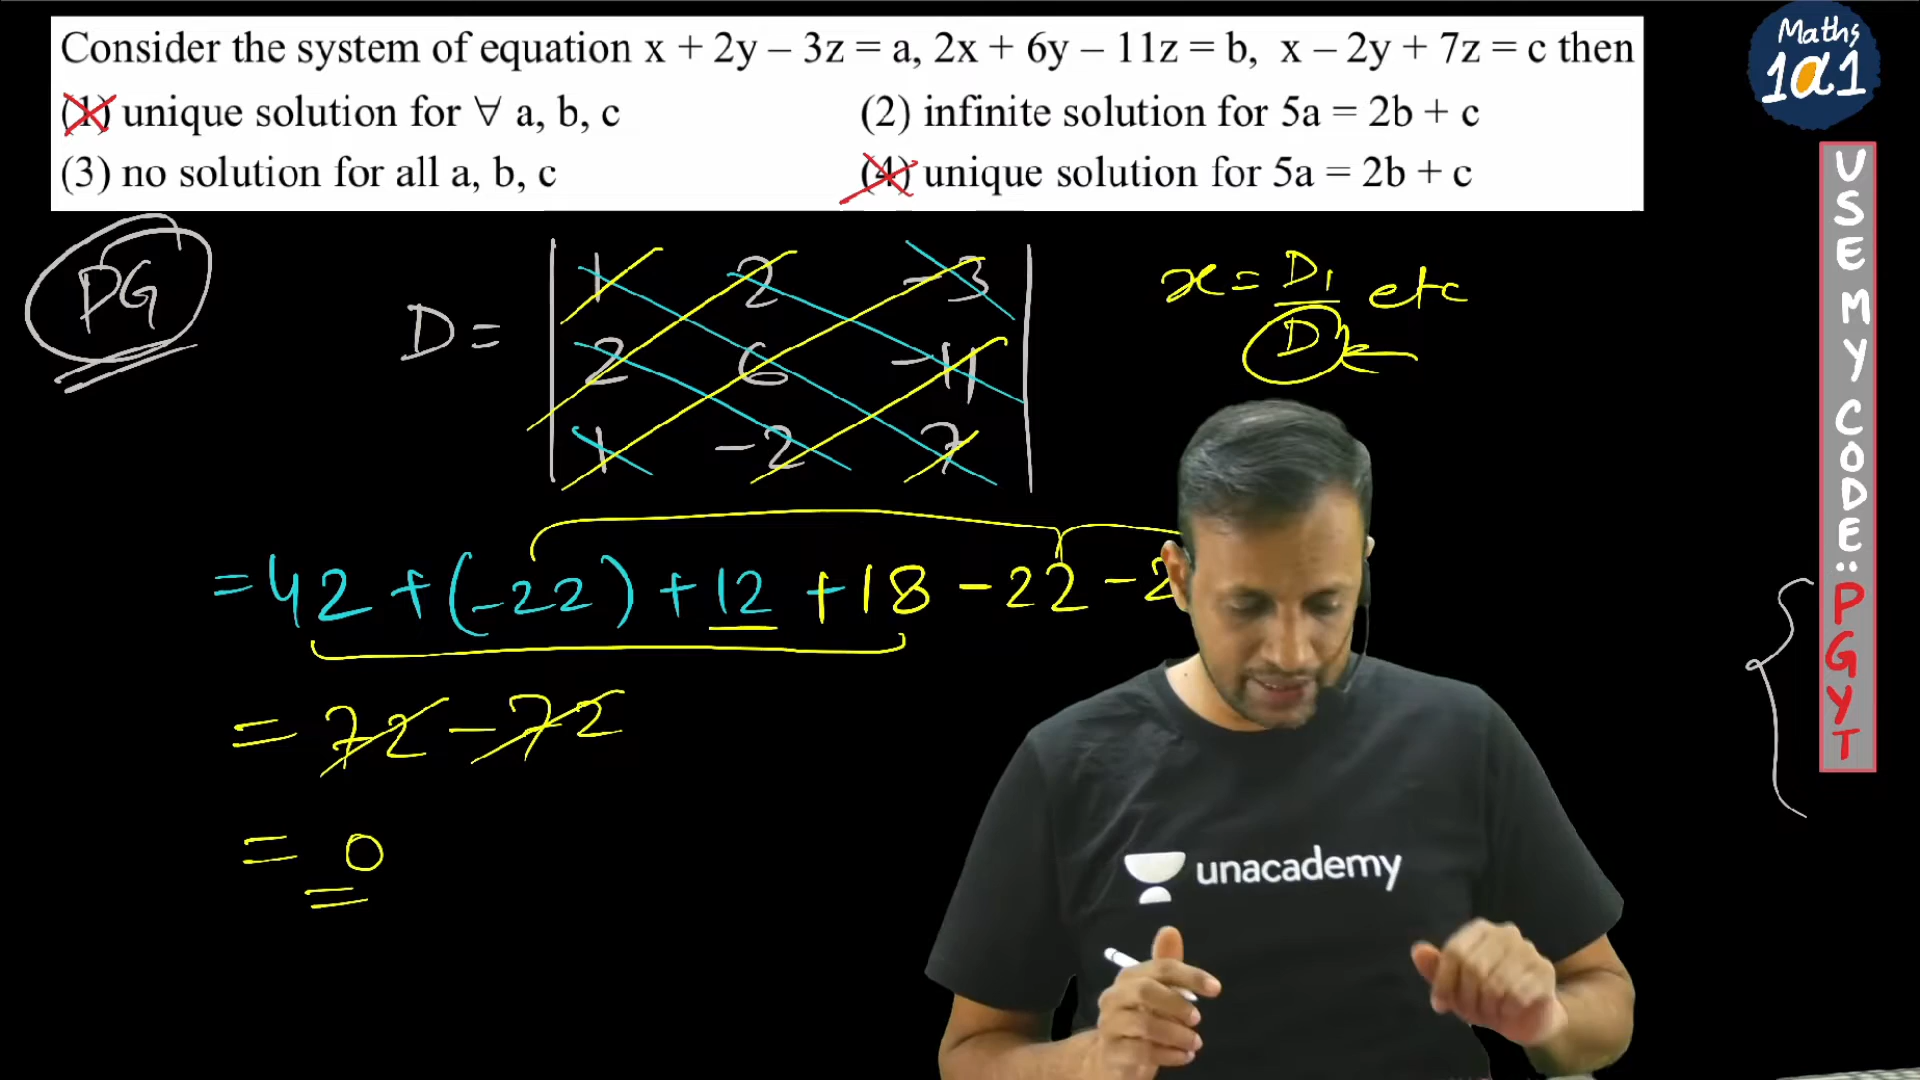 Consider the system of equation x + 2y – 3z = a, 2x + 6y – 11z = b, x – 2y + 7z = c then
(1) unique solution for ∀ a, b, c
(2) infinite solution for 5a = 2b + c
(3) no solution for all a, b, c
(4) unique solution for 5a = 2b + c
Maths
1a1
PG
D =
1 2 -3
2 6 -11
1 -2 7
x = D₁/D etc
= 42 + (-22) + 12 + 18 - 22 - 2
= 72 - 72
= 0
unacademy
USE MY CODE:: PGYT